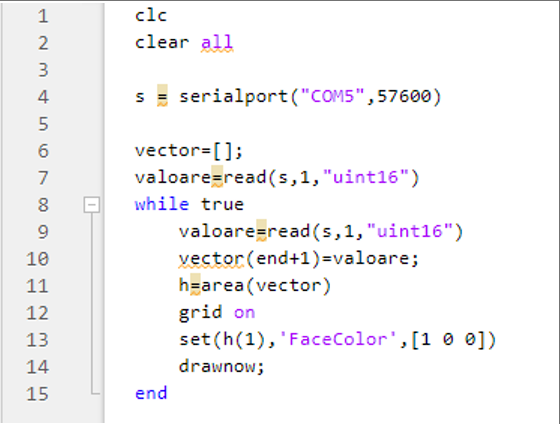 1 clc
2 clear all
3
4 s = serialport("COM5",57600)
5
6 vector=[];
7 valoare=read(s,1,"uint16")
8 while true
9 valoare=read(s,1,"uint16")
10 vector(end+1)=valoare;
11 h=area(vector)
12 grid on
13 set(h(1),'FaceColor',[1 0 0])
14 drawnow;
15 end